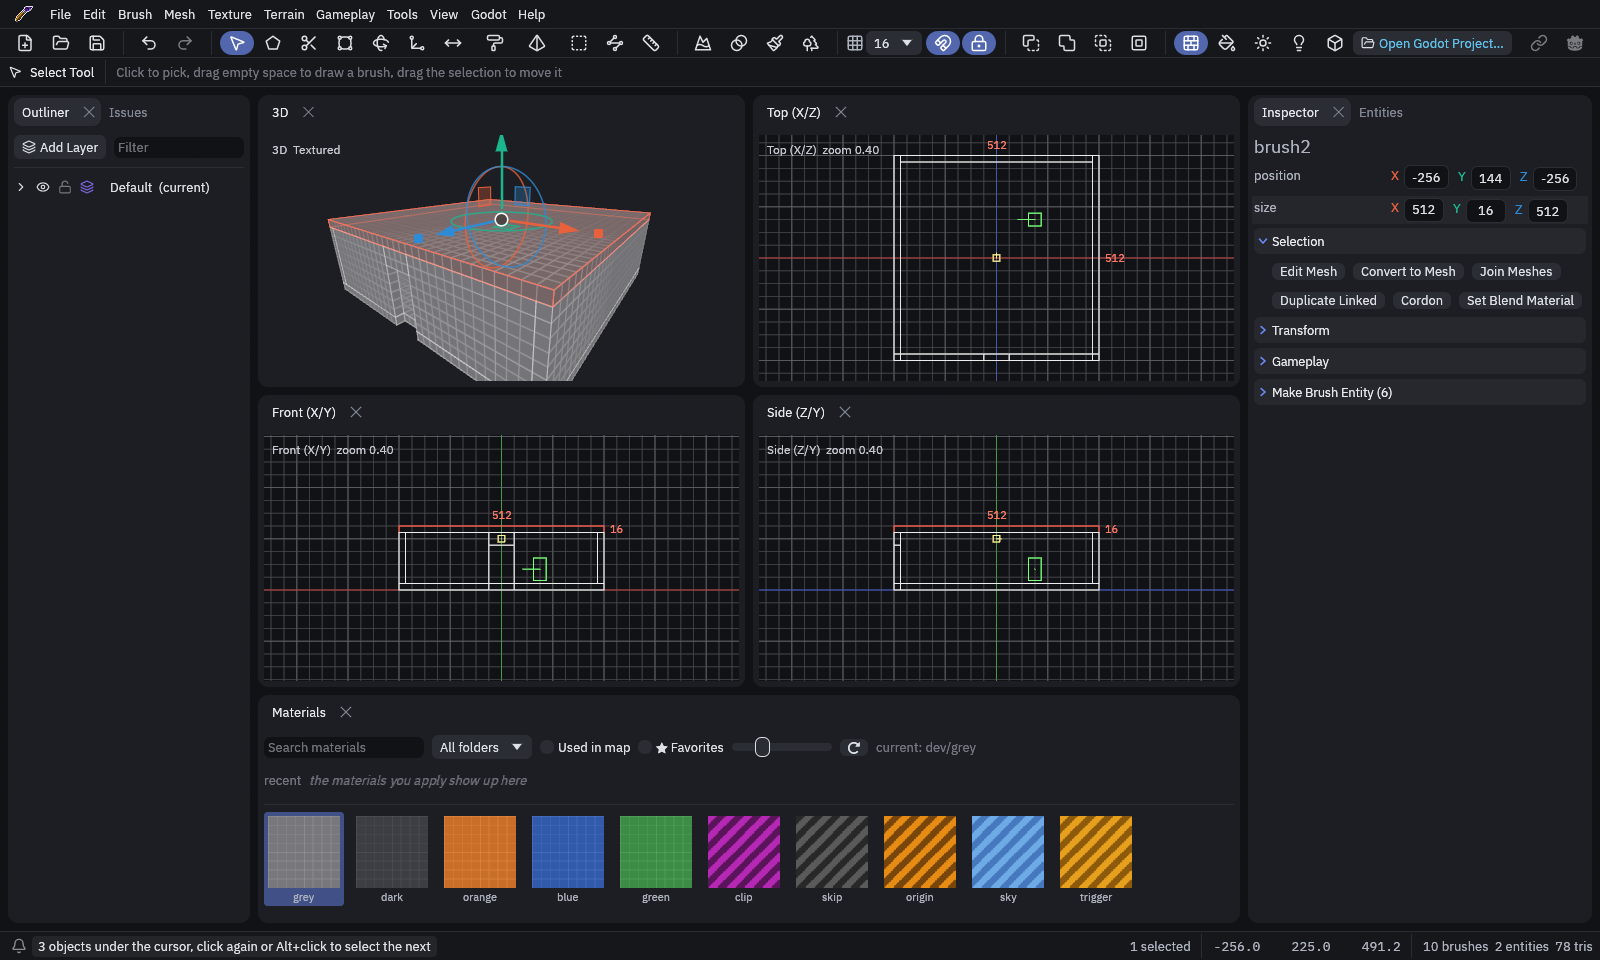 File Edit Brush Mesh Texture Terrain Gameplay Tools View Godot Help
16 Open Godot Project...
Select Tool Click to pick, drag empty space to draw a brush, drag the selection to move it
Outliner Issues
Add Layer Filter
Default (current)
3D
3D Textured
Top (X/Z)
Top (X/Z) zoom 0.40
512
512
Front (X/Y)
Front (X/Y) zoom 0.40
512
16
Side (Z/Y)
Side (Z/Y) zoom 0.40
512
16
Inspector Entities
brush2
position X -256 Y 144 Z -256
size X 512 Y 16 Z 512
Selection
Edit Mesh Convert to Mesh Join Meshes
Duplicate Linked Cordon Set Blend Material
Transform
Gameplay
Make Brush Entity (6)
Materials
Search materials All folders Used in map Favorites current: dev/grey
recent the materials you apply show up here
grey dark orange blue green clip skip origin sky trigger
3 objects under the cursor, click again or Alt+click to select the next 1 selected -256.0 225.0 491.2 10 brushes 2 entities 78 tris